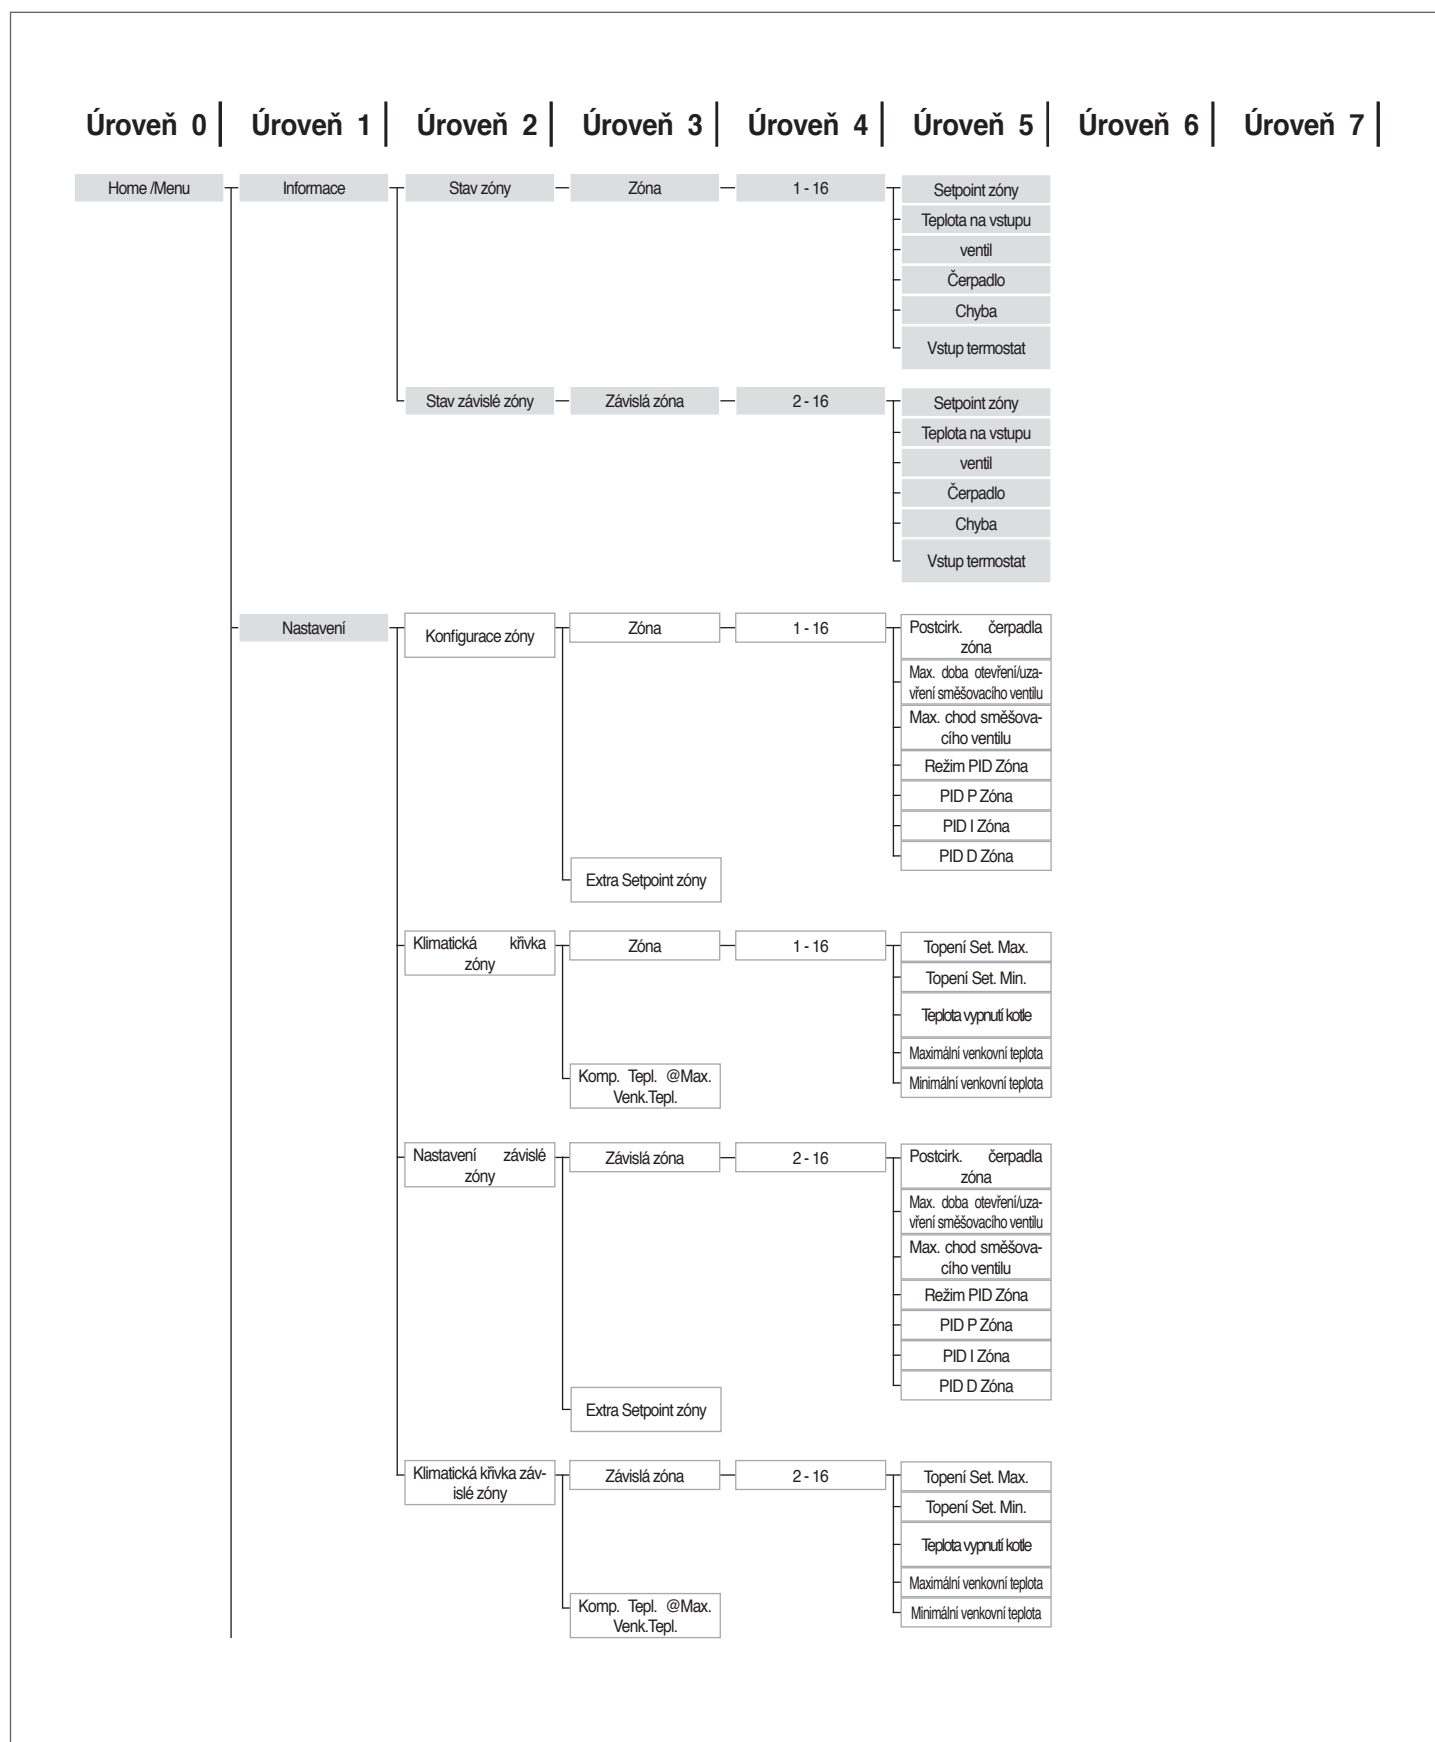 Úroveň 0 Úroveň 1 Úroveň 2 Úroveň 3 Úroveň 4 Úroveň 5 Úroveň 6 Úroveň 7
Home /Menu Informace Stav zóny Zóna 1 - 16 Setpoint zóny
Teplota na vstupu
ventil
Čerpadlo
Chyba
Vstup termostat
Stav závislé zóny Závislá zóna 2 - 16 Setpoint zóny
Teplota na vstupu
ventil
Čerpadlo
Chyba
Vstup termostat
Nastavení Konfigurace zóny Zóna 1 - 16 Postcirk. čerpadla
zóna
Max. doba otevření/uza-
vření směšovacího ventilu
Max. chod směšova-
cího ventilu
Režim PID Zóna
PID P Zóna
PID I Zóna
PID D Zóna
Extra Setpoint zóny
Klimatická křivka
zóny
Zóna 1 - 16 Topení Set. Max.
Topení Set. Min.
Teplota vypnutí kotle
Maximální venkovní teplota
Minimální venkovní teplota
Komp. Tepl. @Max.
Venk.Tepl.
Nastavení závislé
zóny
Závislá zóna 2 - 16 Postcirk. čerpadla
zóna
Max. doba otevření/uza-
vření směšovacího ventilu
Max. chod směšova-
cího ventilu
Režim PID Zóna
PID P Zóna
PID I Zóna
PID D Zóna
Extra Setpoint zóny
Klimatická křivka záv-
islé zóny
Závislá zóna 2 - 16 Topení Set. Max.
Topení Set. Min.
Teplota vypnutí kotle
Maximální venkovní teplota
Minimální venkovní teplota
Komp. Tepl. @Max.
Venk.Tepl.